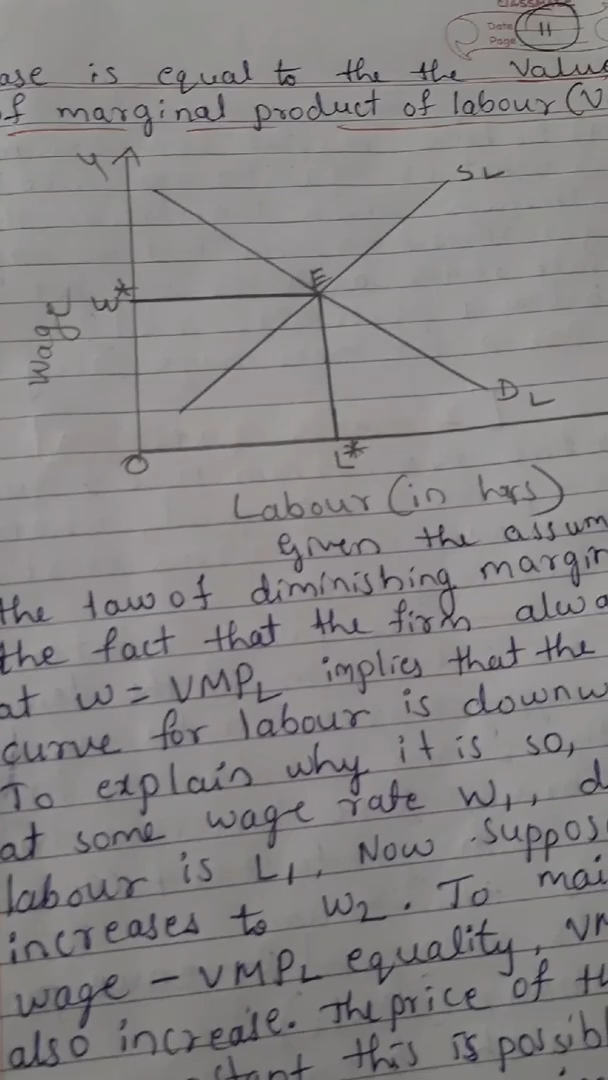 CLASSMATE
Date
Page 11
ase is equal to the the value
of marginal product of labour (V
Y
SL
E
W*
Wage
DL
O
L*
Labour (in hrs)
Given the assum
the law of diminishing margin
the fact that the firm alwa
at w = VMPL implies that the
curve for labour is downw
To explain why it is so,
at some wage rate W1, d
labour is L1. Now suppos
increases to W2. To mai
wage - VMPL equality, VM
also increase. The price of th
stant this is possibl